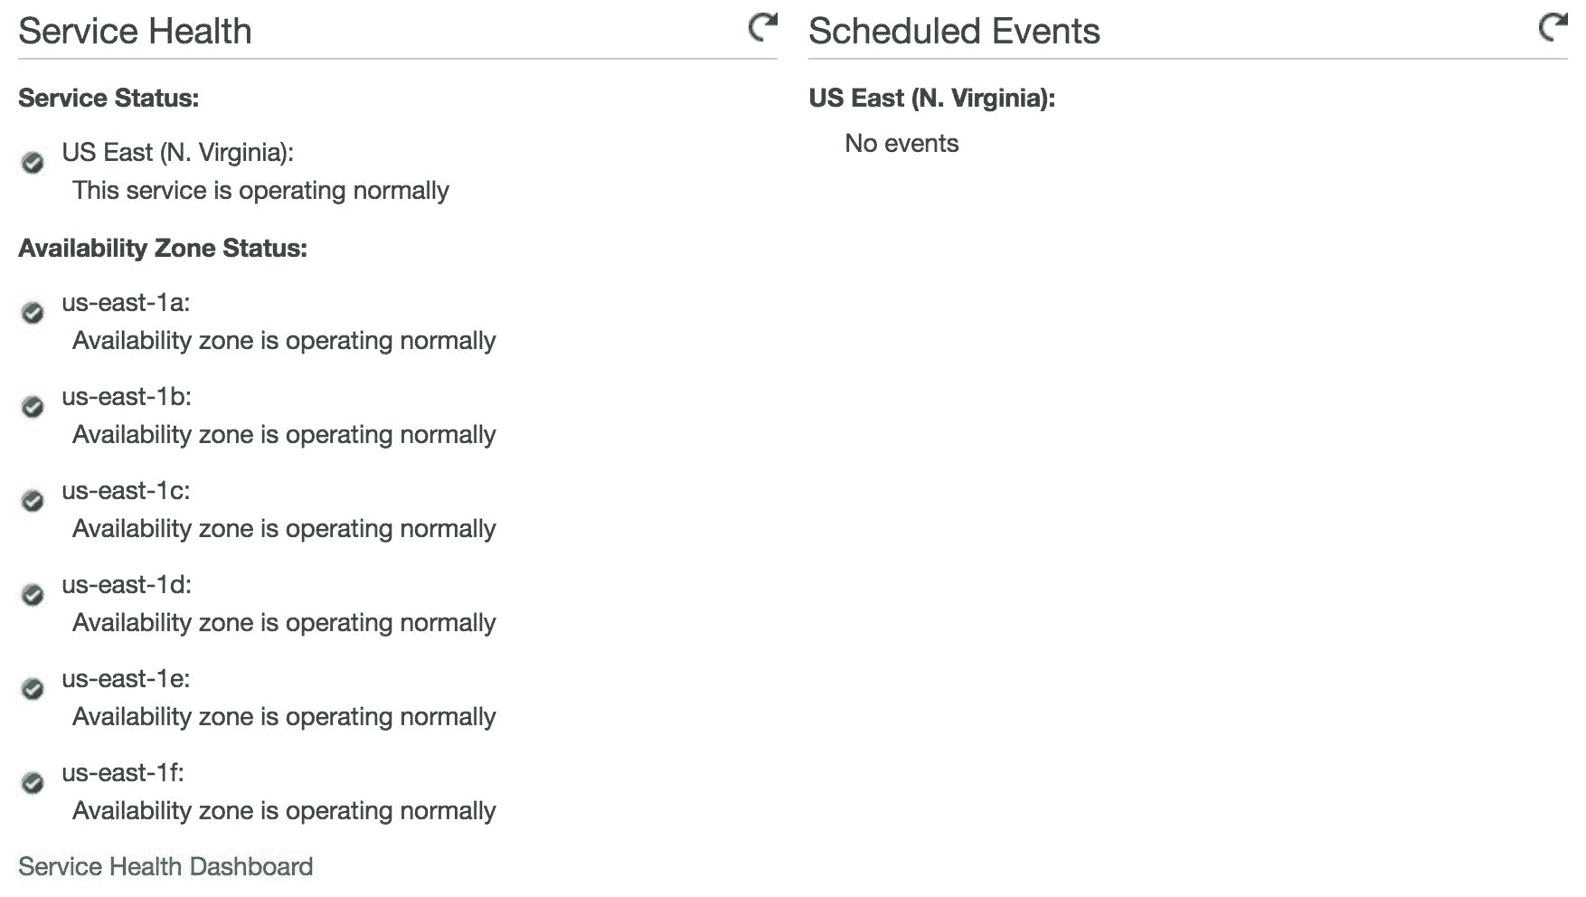 Service Health
Service Status:
US East (N. Virginia):
This service is operating normally
Availability Zone Status:
us-east-1a:
Availability zone is operating normally
us-east-1b:
Availability zone is operating normally
us-east-1c:
Availability zone is operating normally
us-east-1d:
Availability zone is operating normally
us-east-1e:
Availability zone is operating normally
us-east-1f:
Availability zone is operating normally
Service Health Dashboard
Scheduled Events
US East (N. Virginia):
No events